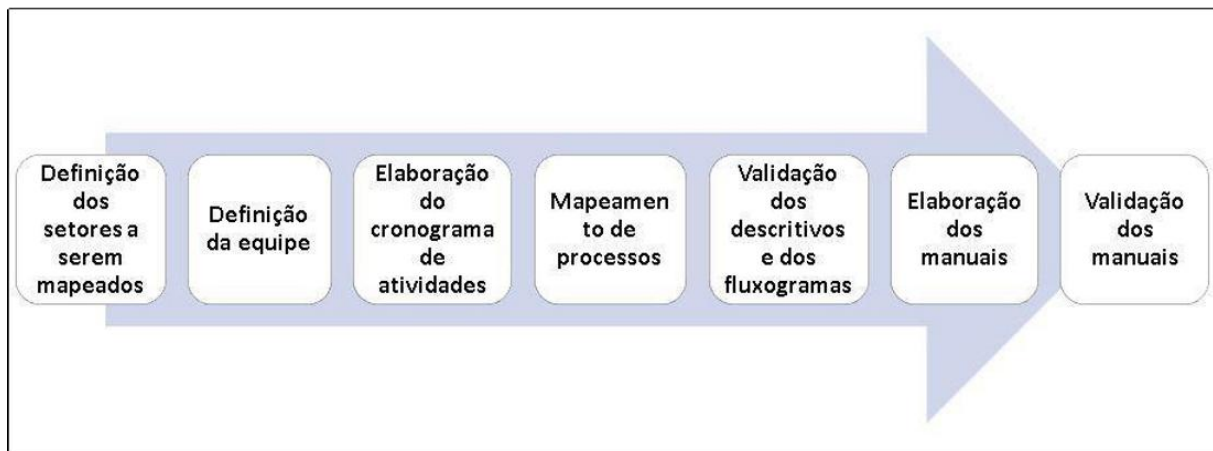 Definição
dos
setores a
serem
mapeados
Definição
da equipe
Elaboração
do
cronograma
de
atividades
Mapeamen
to de
processos
Validação
dos
descritivos
e dos
fluxogramas
Elaboração
dos
manuais
Validação
dos
manuais